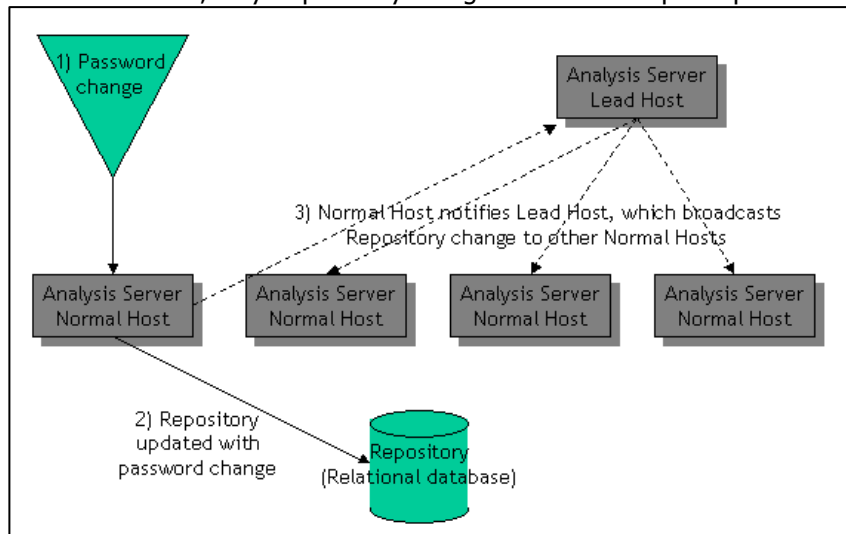 1) Password
change
Analysis Server
Lead Host
3) Normal Host notifies Lead Host, which broadcasts
Repository change to other Normal Hosts
Analysis Server
Normal Host
Analysis Server
Normal Host
Analysis Server
Normal Host
Analysis Server
Normal Host
2) Repository
updated with
password change
Repository
(Relational database)